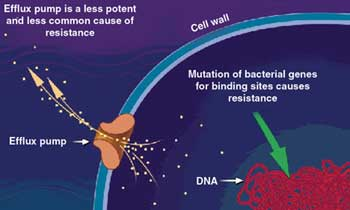 Efflux pump is a less potent
and less common cause of
resistance
Cell wall
Mutation of bacterial genes
for binding sites causes
resistance
Efflux pump
DNA